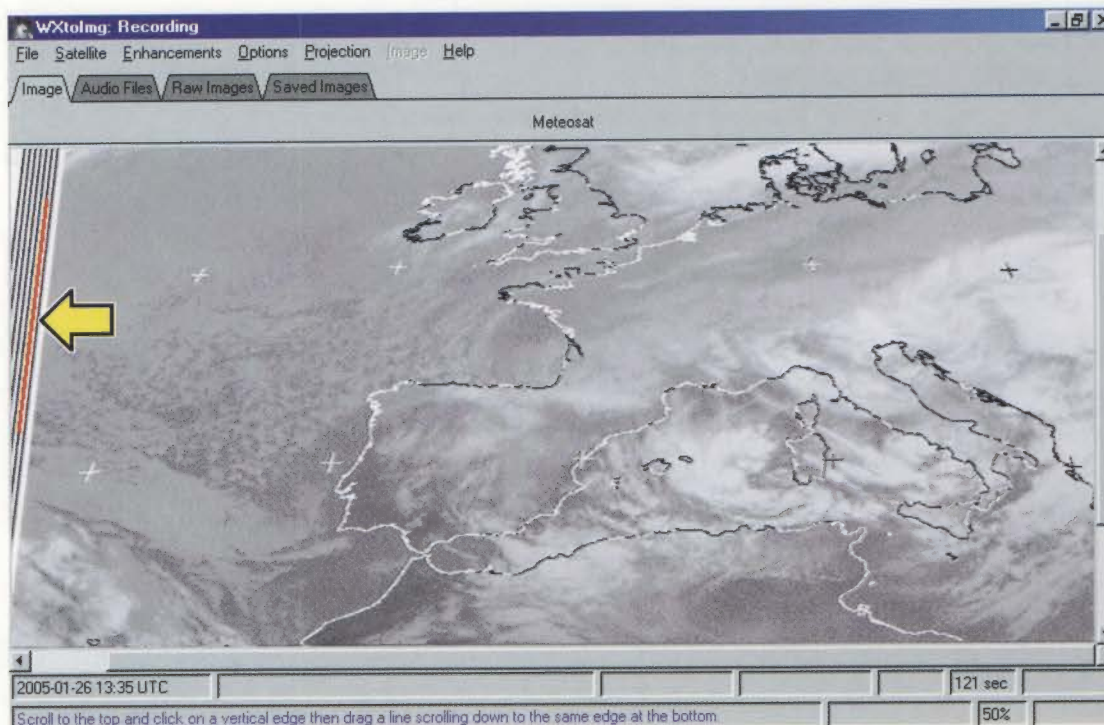 WXtoImg: Recording
File Satellite Enhancements Options Projection Image Help
Image Audio Files Raw Images Saved Images
Meteosat
2005-01-26 13:35 UTC 121 sec
Scroll to the top and click on a vertical edge then drag a line scrolling down to the same edge at the bottom 50%